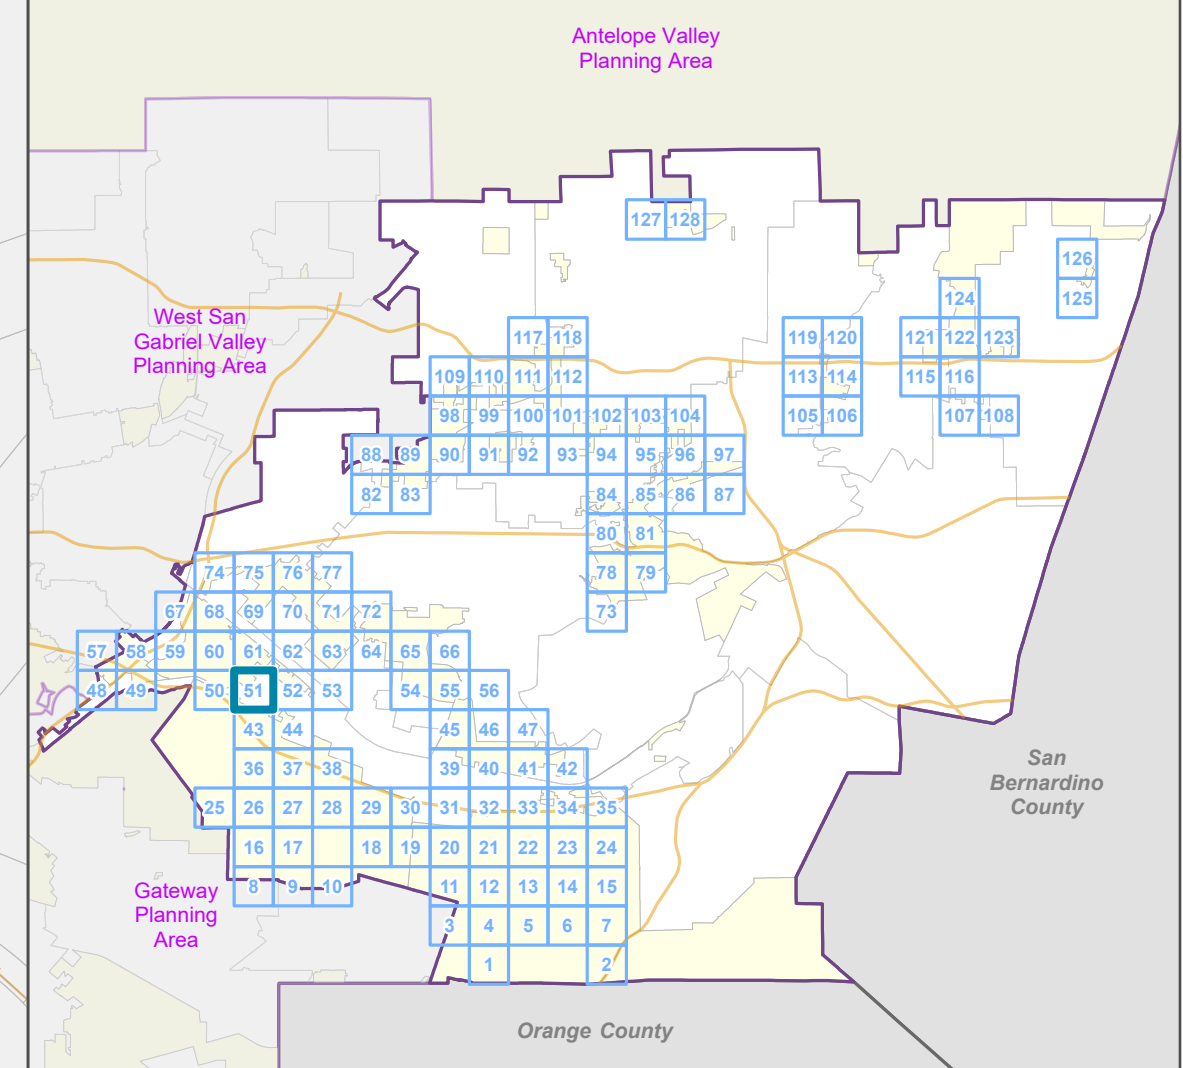 Antelope Valley
Planning Area
127 128
126
124 125
West San
Gabriel Valley
Planning Area
117 118 119 120 121 122 123
109 110 111 112 113 114 115 116
98 99 100 101 102 103 104 105 106 107 108
88 89 90 91 92 93 94 95 96 97
82 83 84 85 86 87
80 81
74 75 76 77 78 79
67 68 69 70 71 72 73
57 58 59 60 61 62 63 64 65 66
48 49 50 51 52 53 54 55 56
43 44 45 46 47
36 37 38 39 40 41 42
San
Bernardino
County
25 26 27 28 29 30 31 32 33 34 35
16 17 18 19 20 21 22 23 24
8 9 10 11 12 13 14 15
Gateway
Planning
Area
3 4 5 6 7
1 2
Orange County